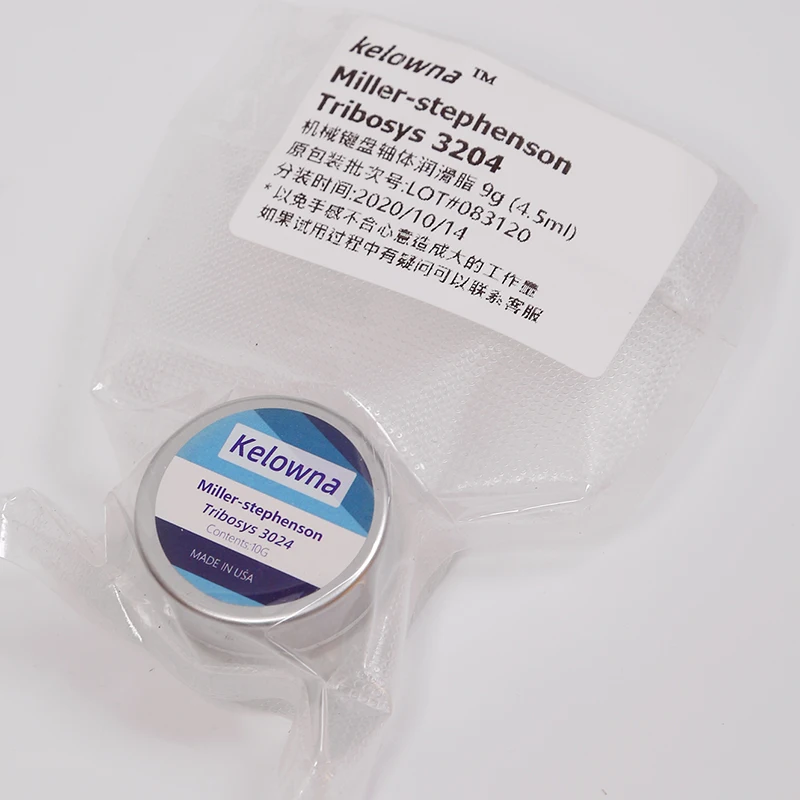 kelowna ™
Miller-stephenson
Tribosys 3204
机械键盘轴体润滑脂 9g (4.5ml)
原包装批次号:LOT#083120
分装时间:2020/10/14
*以免手感不合心意造成大的工作量
如果试用过程中有疑问可以联系客服
Kelowna
Miller-stephenson
Tribosys 3024
Contents:10G
MADE IN USA